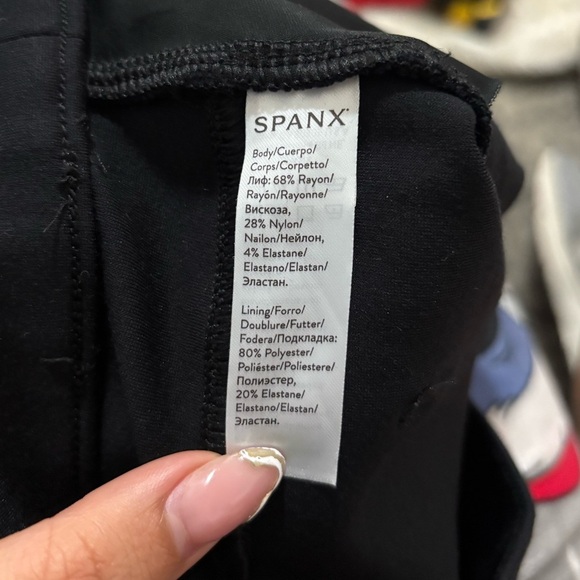 SPANX
Body/Cuerpo/
Corps/Corpetto/
Лиф: 68% Rayon/
Rayón/Rayonne/
Вискоза,
28% Nylon/
Nailon/Нейлон,
4% Elastane/
Elastano/Elastan/
Эластан.
Lining/Forro/
Doublure/Futter/
Fodera/Подкладка:
80% Polyester/
Poliéster/Poliestere/
Полиэстер,
20% Elastane/
Elastano/Elastan/
Эластан.